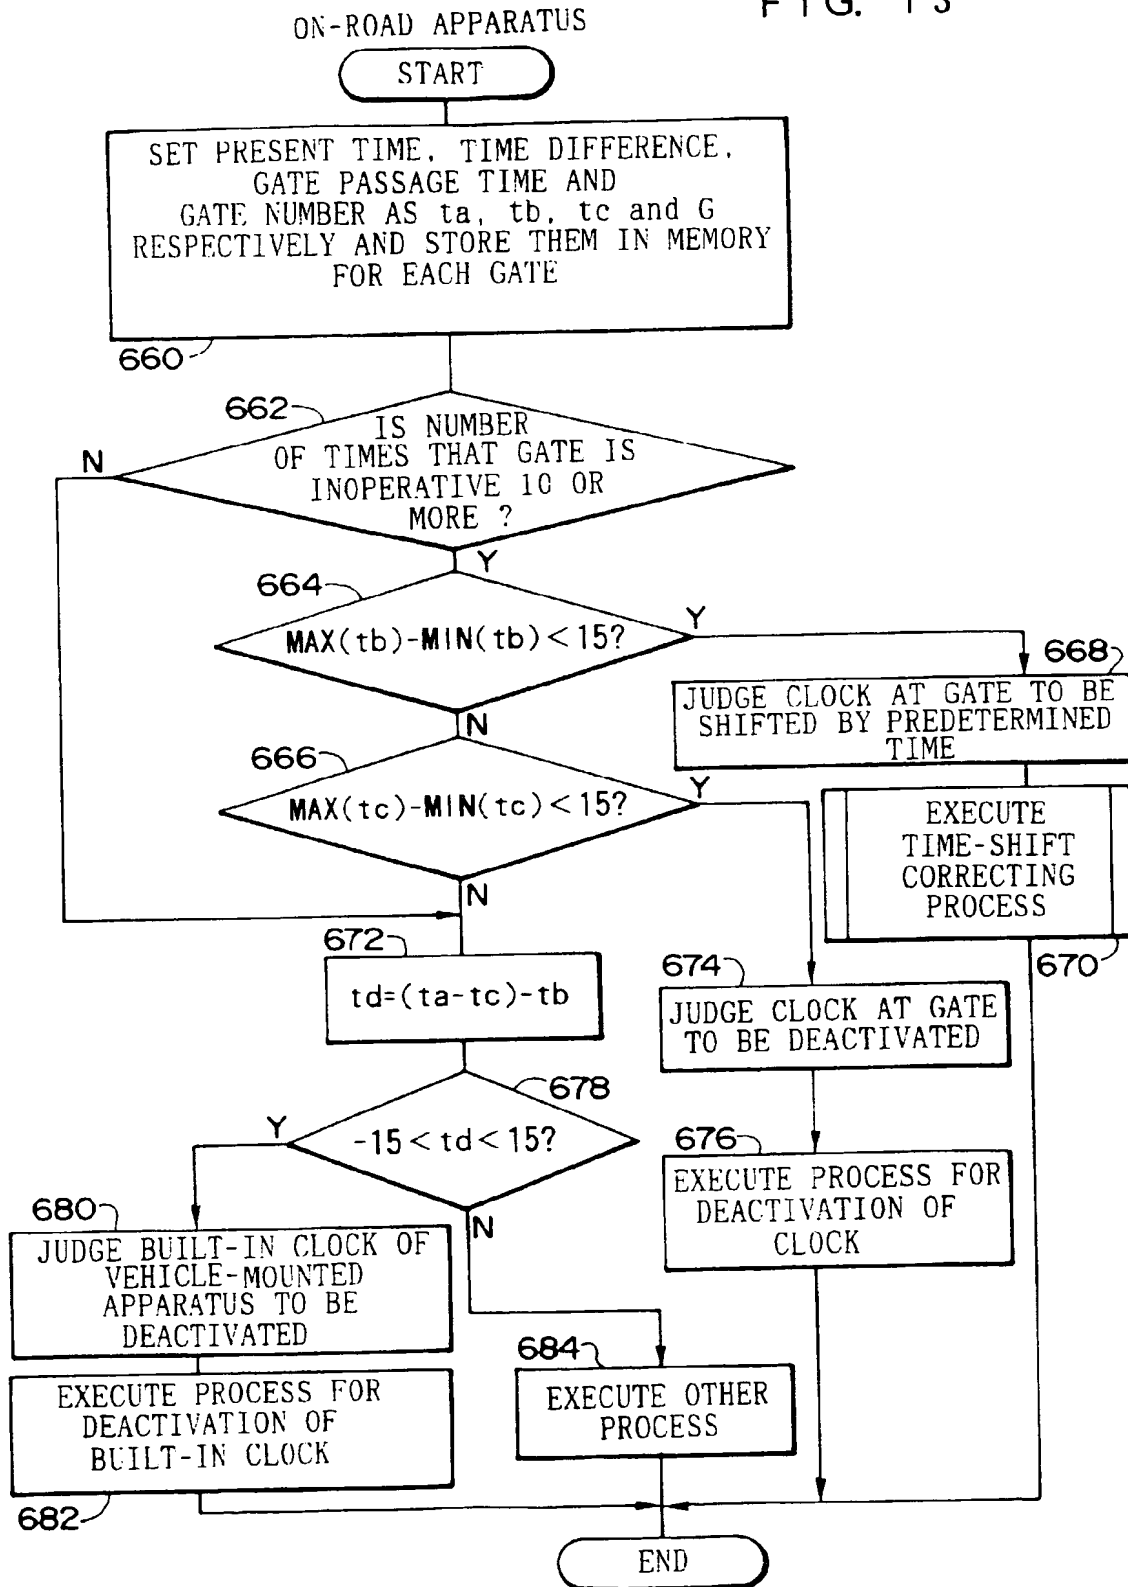 FIG. 13
ON-ROAD APPARATUS
START
SET PRESENT TIME, TIME DIFFERENCE,
GATE PASSAGE TIME AND
GATE NUMBER AS ta, tb, tc and G
RESPECTIVELY AND STORE THEM IN MEMORY
FOR EACH GATE
660
662
IS NUMBER
OF TIMES THAT GATE IS
INOPERATIVE 10 OR
MORE ?
N
Y
664
MAX(tb)-MIN(tb)<15?
Y
N
668
JUDGE CLOCK AT GATE TO BE
SHIFTED BY PREDETERMINED
TIME
666
MAX(tc)-MIN(tc)<15?
Y
N
EXECUTE
TIME-SHIFT
CORRECTING
PROCESS
670
672
td=(ta-tc)-tb
674
JUDGE CLOCK AT GATE
TO BE DEACTIVATED
678
-15<td<15?
Y
N
676
EXECUTE PROCESS FOR
DEACTIVATION OF
CLOCK
680
JUDGE BUILT-IN CLOCK OF
VEHICLE-MOUNTED
APPARATUS TO BE
DEACTIVATED
EXECUTE PROCESS FOR
DEACTIVATION OF
BUILT-IN CLOCK
682
684
EXECUTE OTHER
PROCESS
END